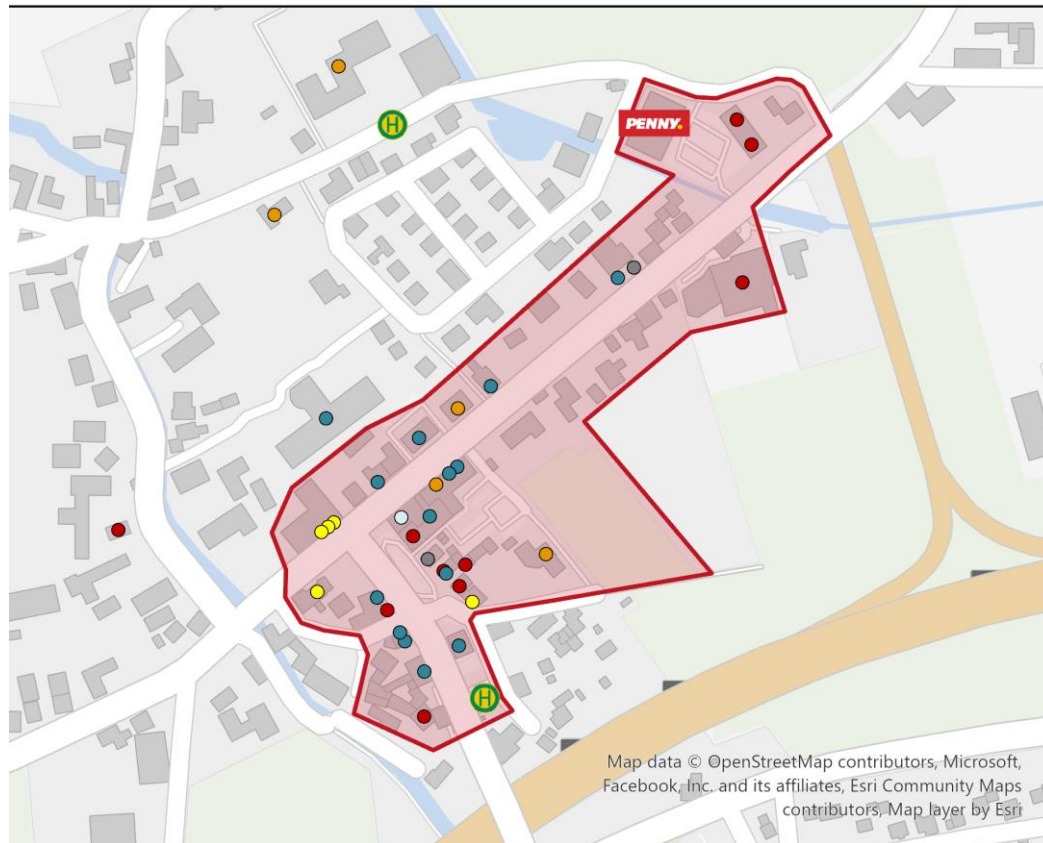 H
PENNY.
H
Map data © OpenStreetMap contributors, Microsoft,
Facebook, Inc. and its affiliates, Esri Community Maps
contributors, Map layer by Esri